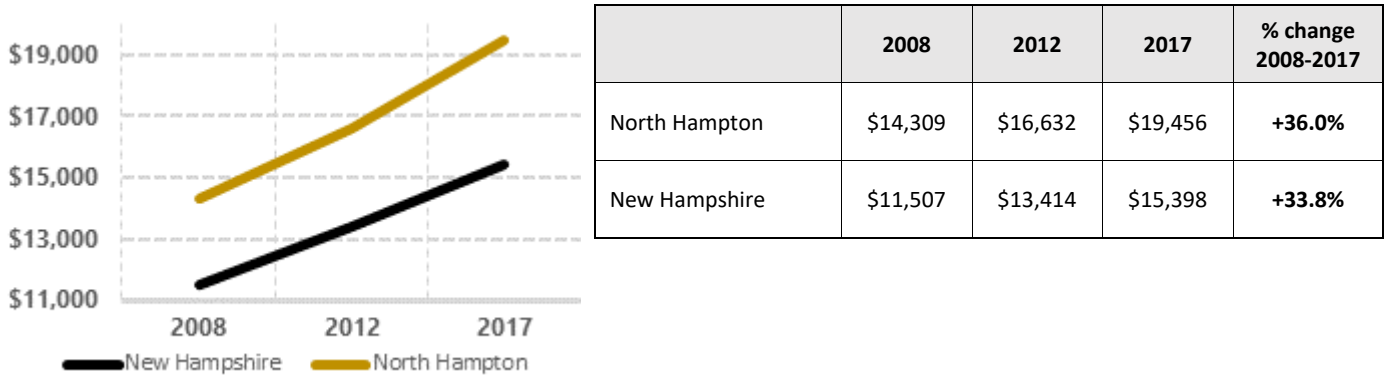 $19,000
$17,000
$15,000
$13,000
$11,000
2008 2012 2017
New Hampshire North Hampton
2008 2012 2017 % change
2008-2017
North Hampton $14,309 $16,632 $19,456 +36.0%
New Hampshire $11,507 $13,414 $15,398 +33.8%